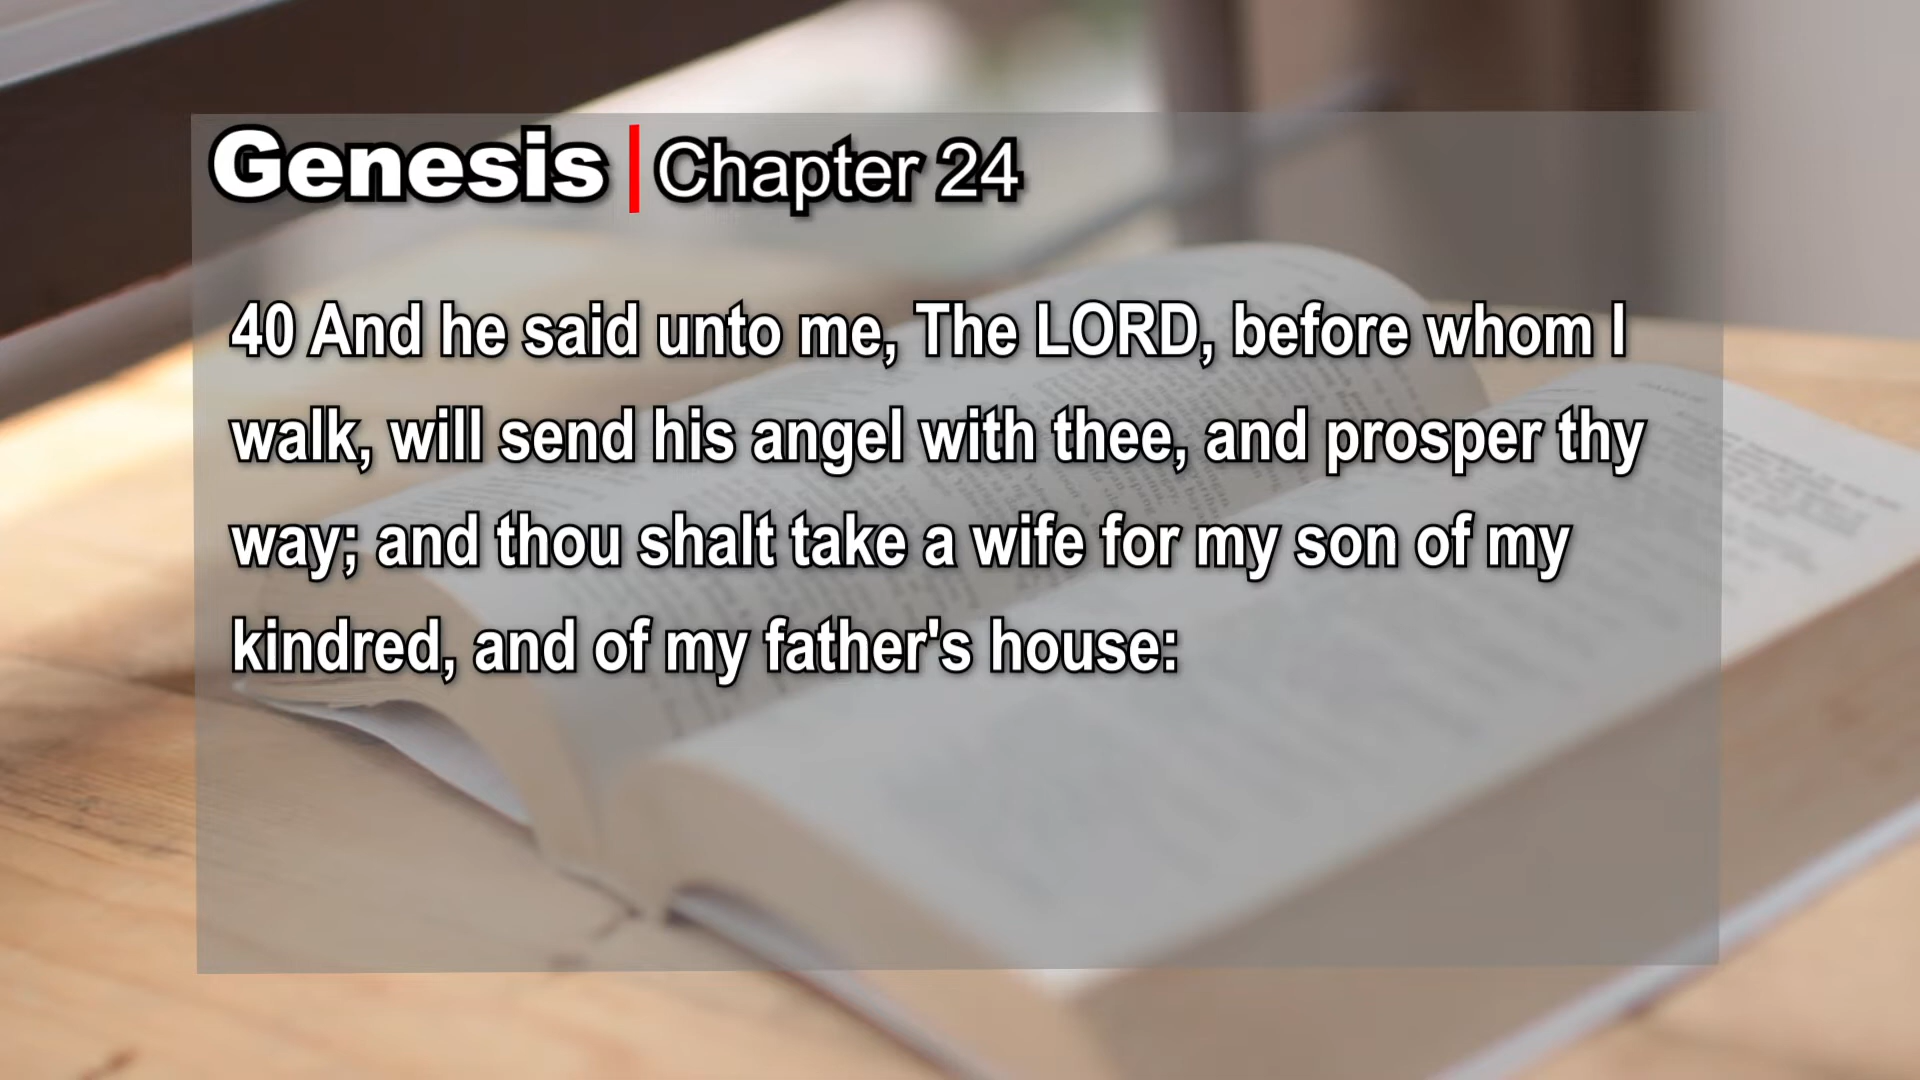 Genesis | Chapter 24
40 And he said unto me, The LORD, before whom I
walk, will send his angel with thee, and prosper thy
way; and thou shalt take a wife for my son of my
kindred, and of my father's house: